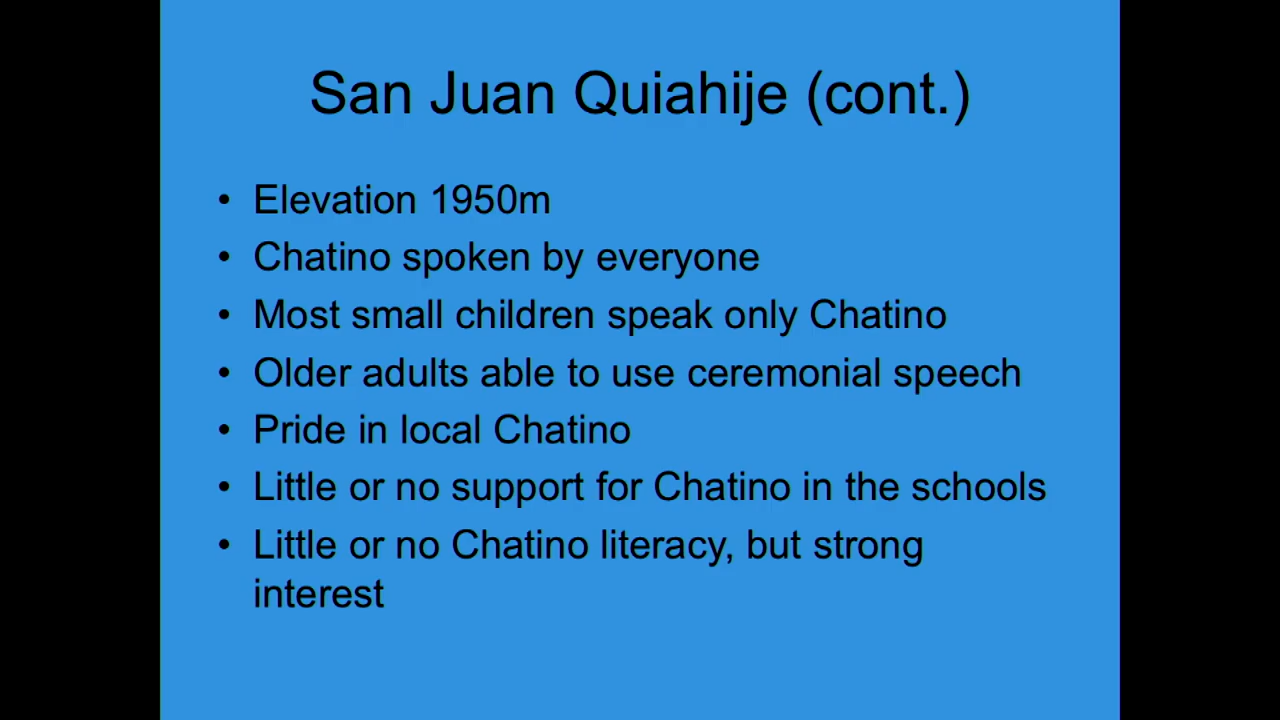 San Juan Quiahije (cont.)
• Elevation 1950m
• Chatino spoken by everyone
• Most small children speak only Chatino
• Older adults able to use ceremonial speech
• Pride in local Chatino
• Little or no support for Chatino in the schools
• Little or no Chatino literacy, but strong
interest